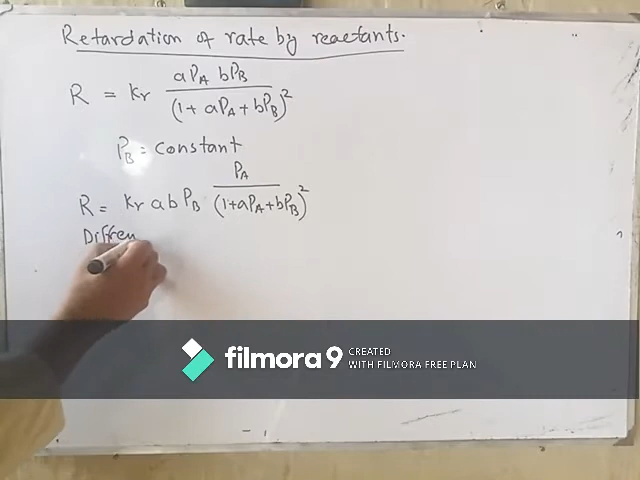 Retardation of rate by reactants.
R = Kr aPA bPB / (1 + aPA + bPB)²
PB = constant
R = Kr a b PB PA / (1+aPA+bPB)²
Diffren
filmora 9 CREATED WITH FILMORA FREE PLAN